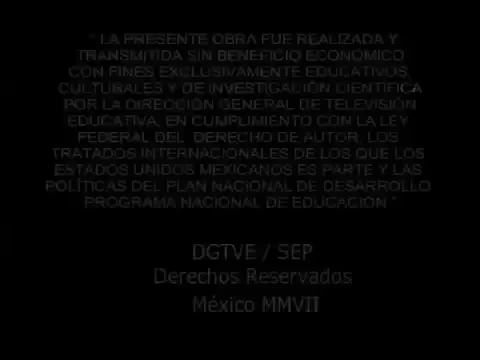 " LA PRESENTE OBRA FUE REALIZADA Y
TRANSMITIDA SIN BENEFICIO ECONOMICO
CON FINES EXCLUSIVAMENTE EDUCATIVOS,
CULTURALES Y DE INVESTIGACIÓN CIENTIFICA
POR LA DIRECCIÓN GENERAL DE TELEVISIÓN
EDUCATIVA, EN CUMPLIMIENTO CON LA LEY
FEDERAL DEL DERECHO DE AUTOR, LOS
TRATADOS INTERNACIONALES DE LOS QUE LOS
ESTADOS UNIDOS MEXICANOS ES PARTE Y LAS
POLÍTICAS DEL PLAN NACIONAL DE DESARROLLO
PROGRAMA NACIONAL DE EDUCACIÓN "
DGTVE / SEP
Derechos Reservados
México MMVII